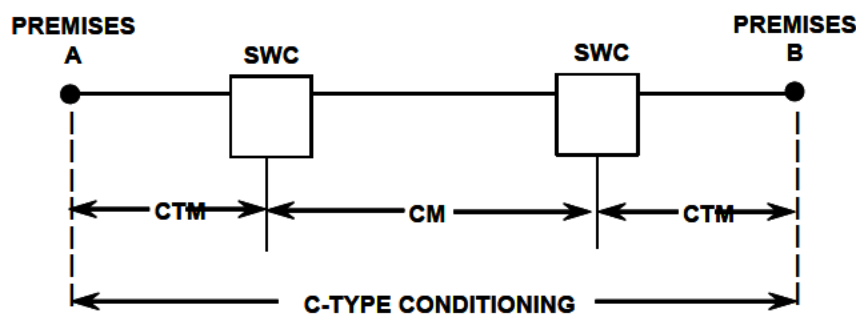 PREMISES
A
SWC
SWC
PREMISES
B
CTM
CM
CTM
C-TYPE CONDITIONING